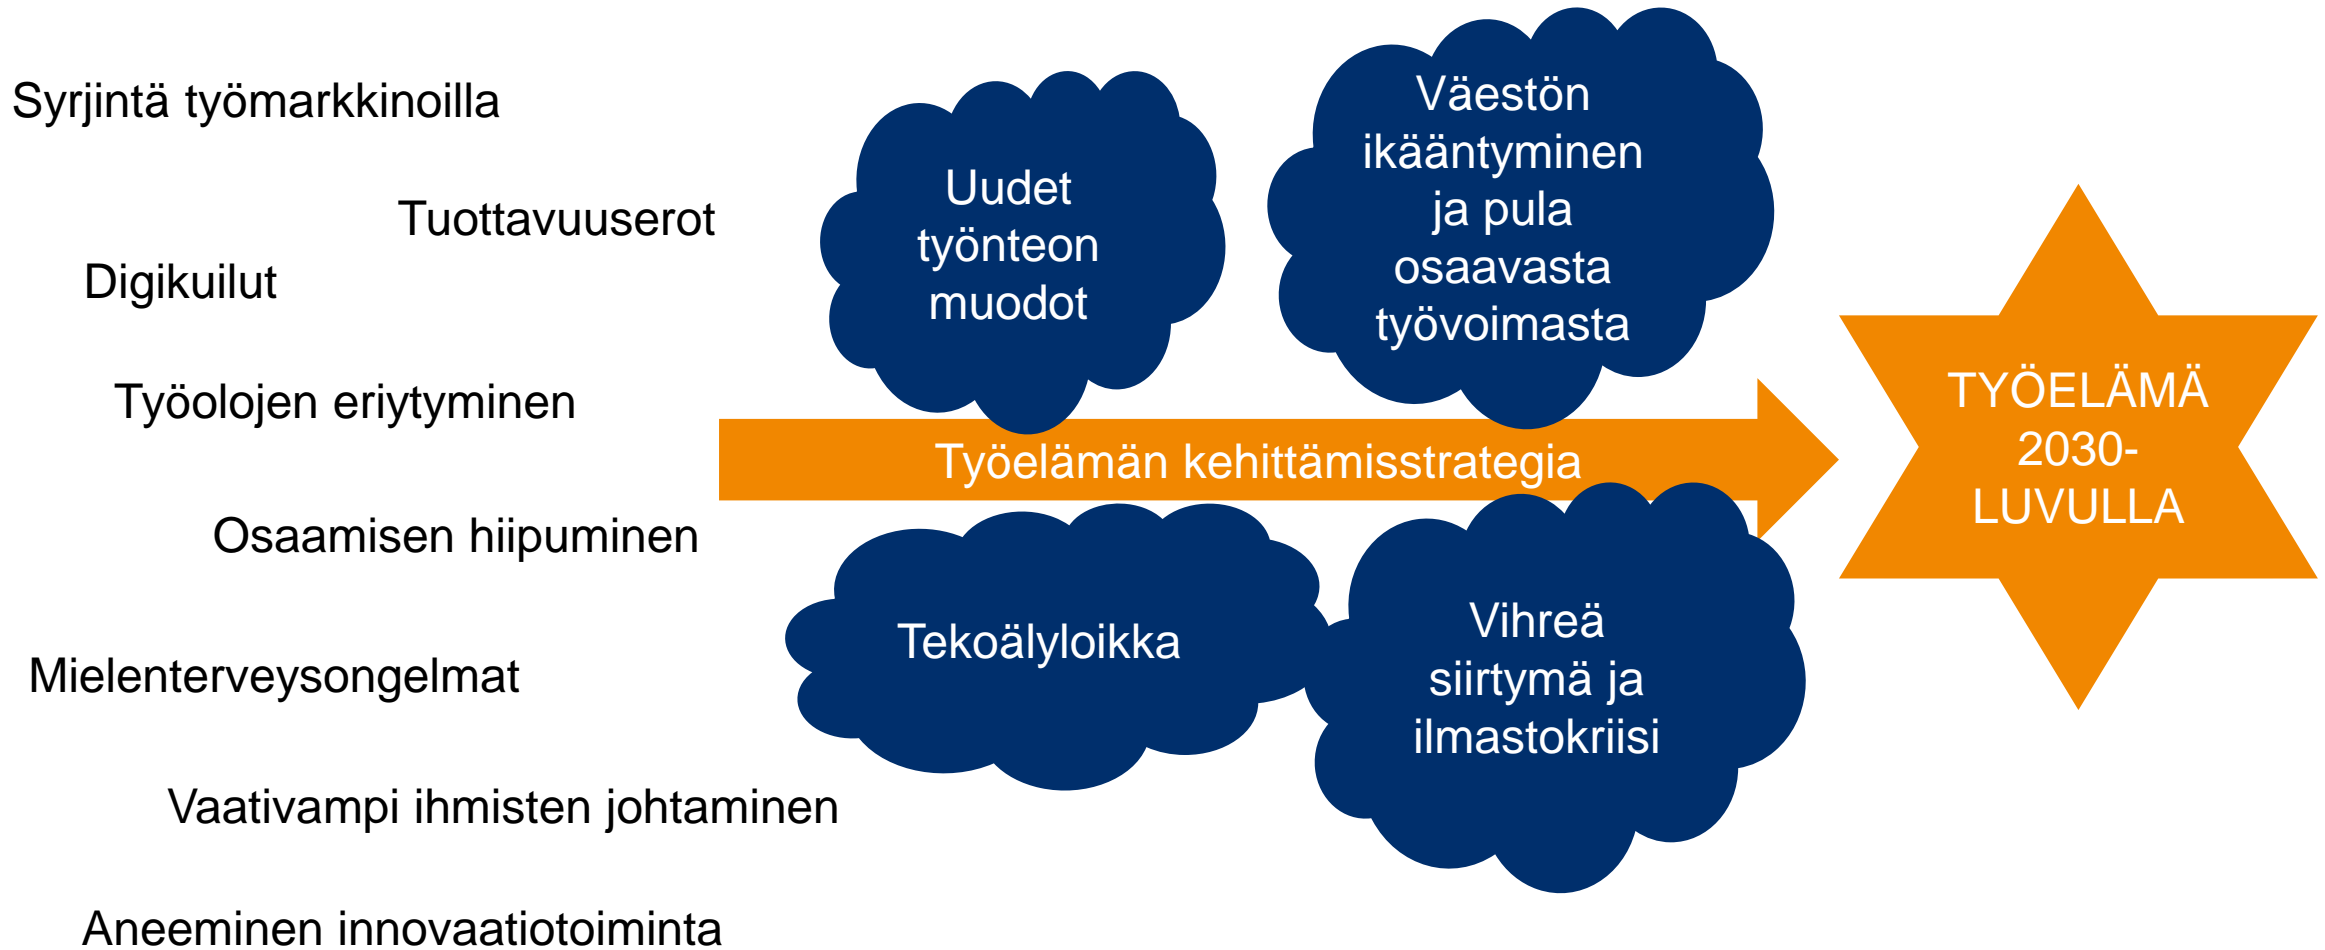 Syrjintä työmarkkinoilla
Tuottavuuserot
Digikuilut
Työolojen eriytyminen
Osaamisen hiipuminen
Mielenterveysongelmat
Vaativampi ihmisten johtaminen
Aneeminen innovaatiotoiminta
Uudet
työnteon
muodot
Väestön
ikääntyminen
ja pula
osaavasta
työvoimasta
Työelämän kehittämisstrategia
Tekoälyloikka
Vihreä
siirtymä ja
ilmastokriisi
TYÖELÄMÄ
2030-
LUVULLA